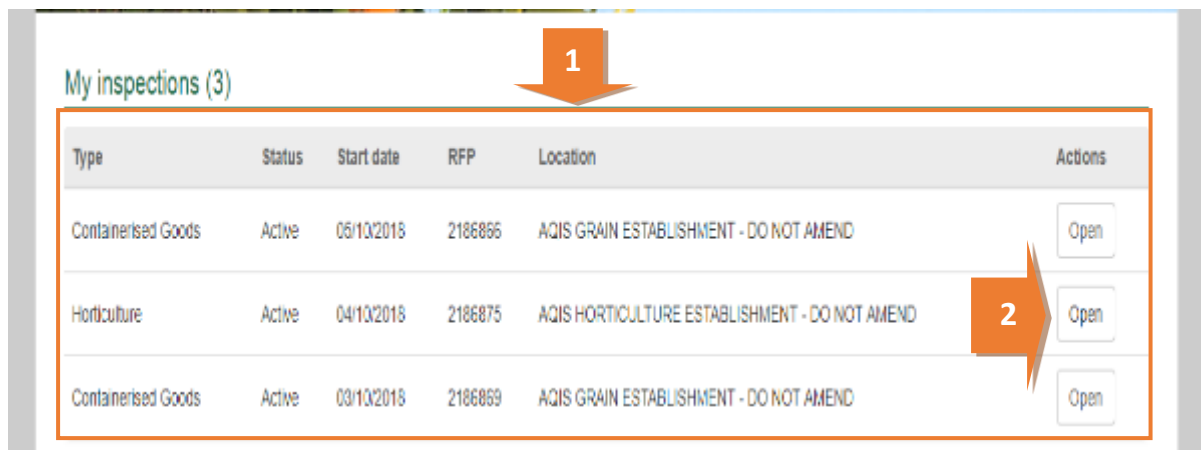 My inspections (3)
1
Type Status Start date RFP Location Actions
Containerised Goods Active 05/10/2018 2186866 AQIS GRAIN ESTABLISHMENT - DO NOT AMEND Open
Horticulture Active 04/10/2018 2186875 AQIS HORTICULTURE ESTABLISHMENT - DO NOT AMEND 2 Open
Containerised Goods Active 03/10/2018 2186869 AQIS GRAIN ESTABLISHMENT - DO NOT AMEND Open